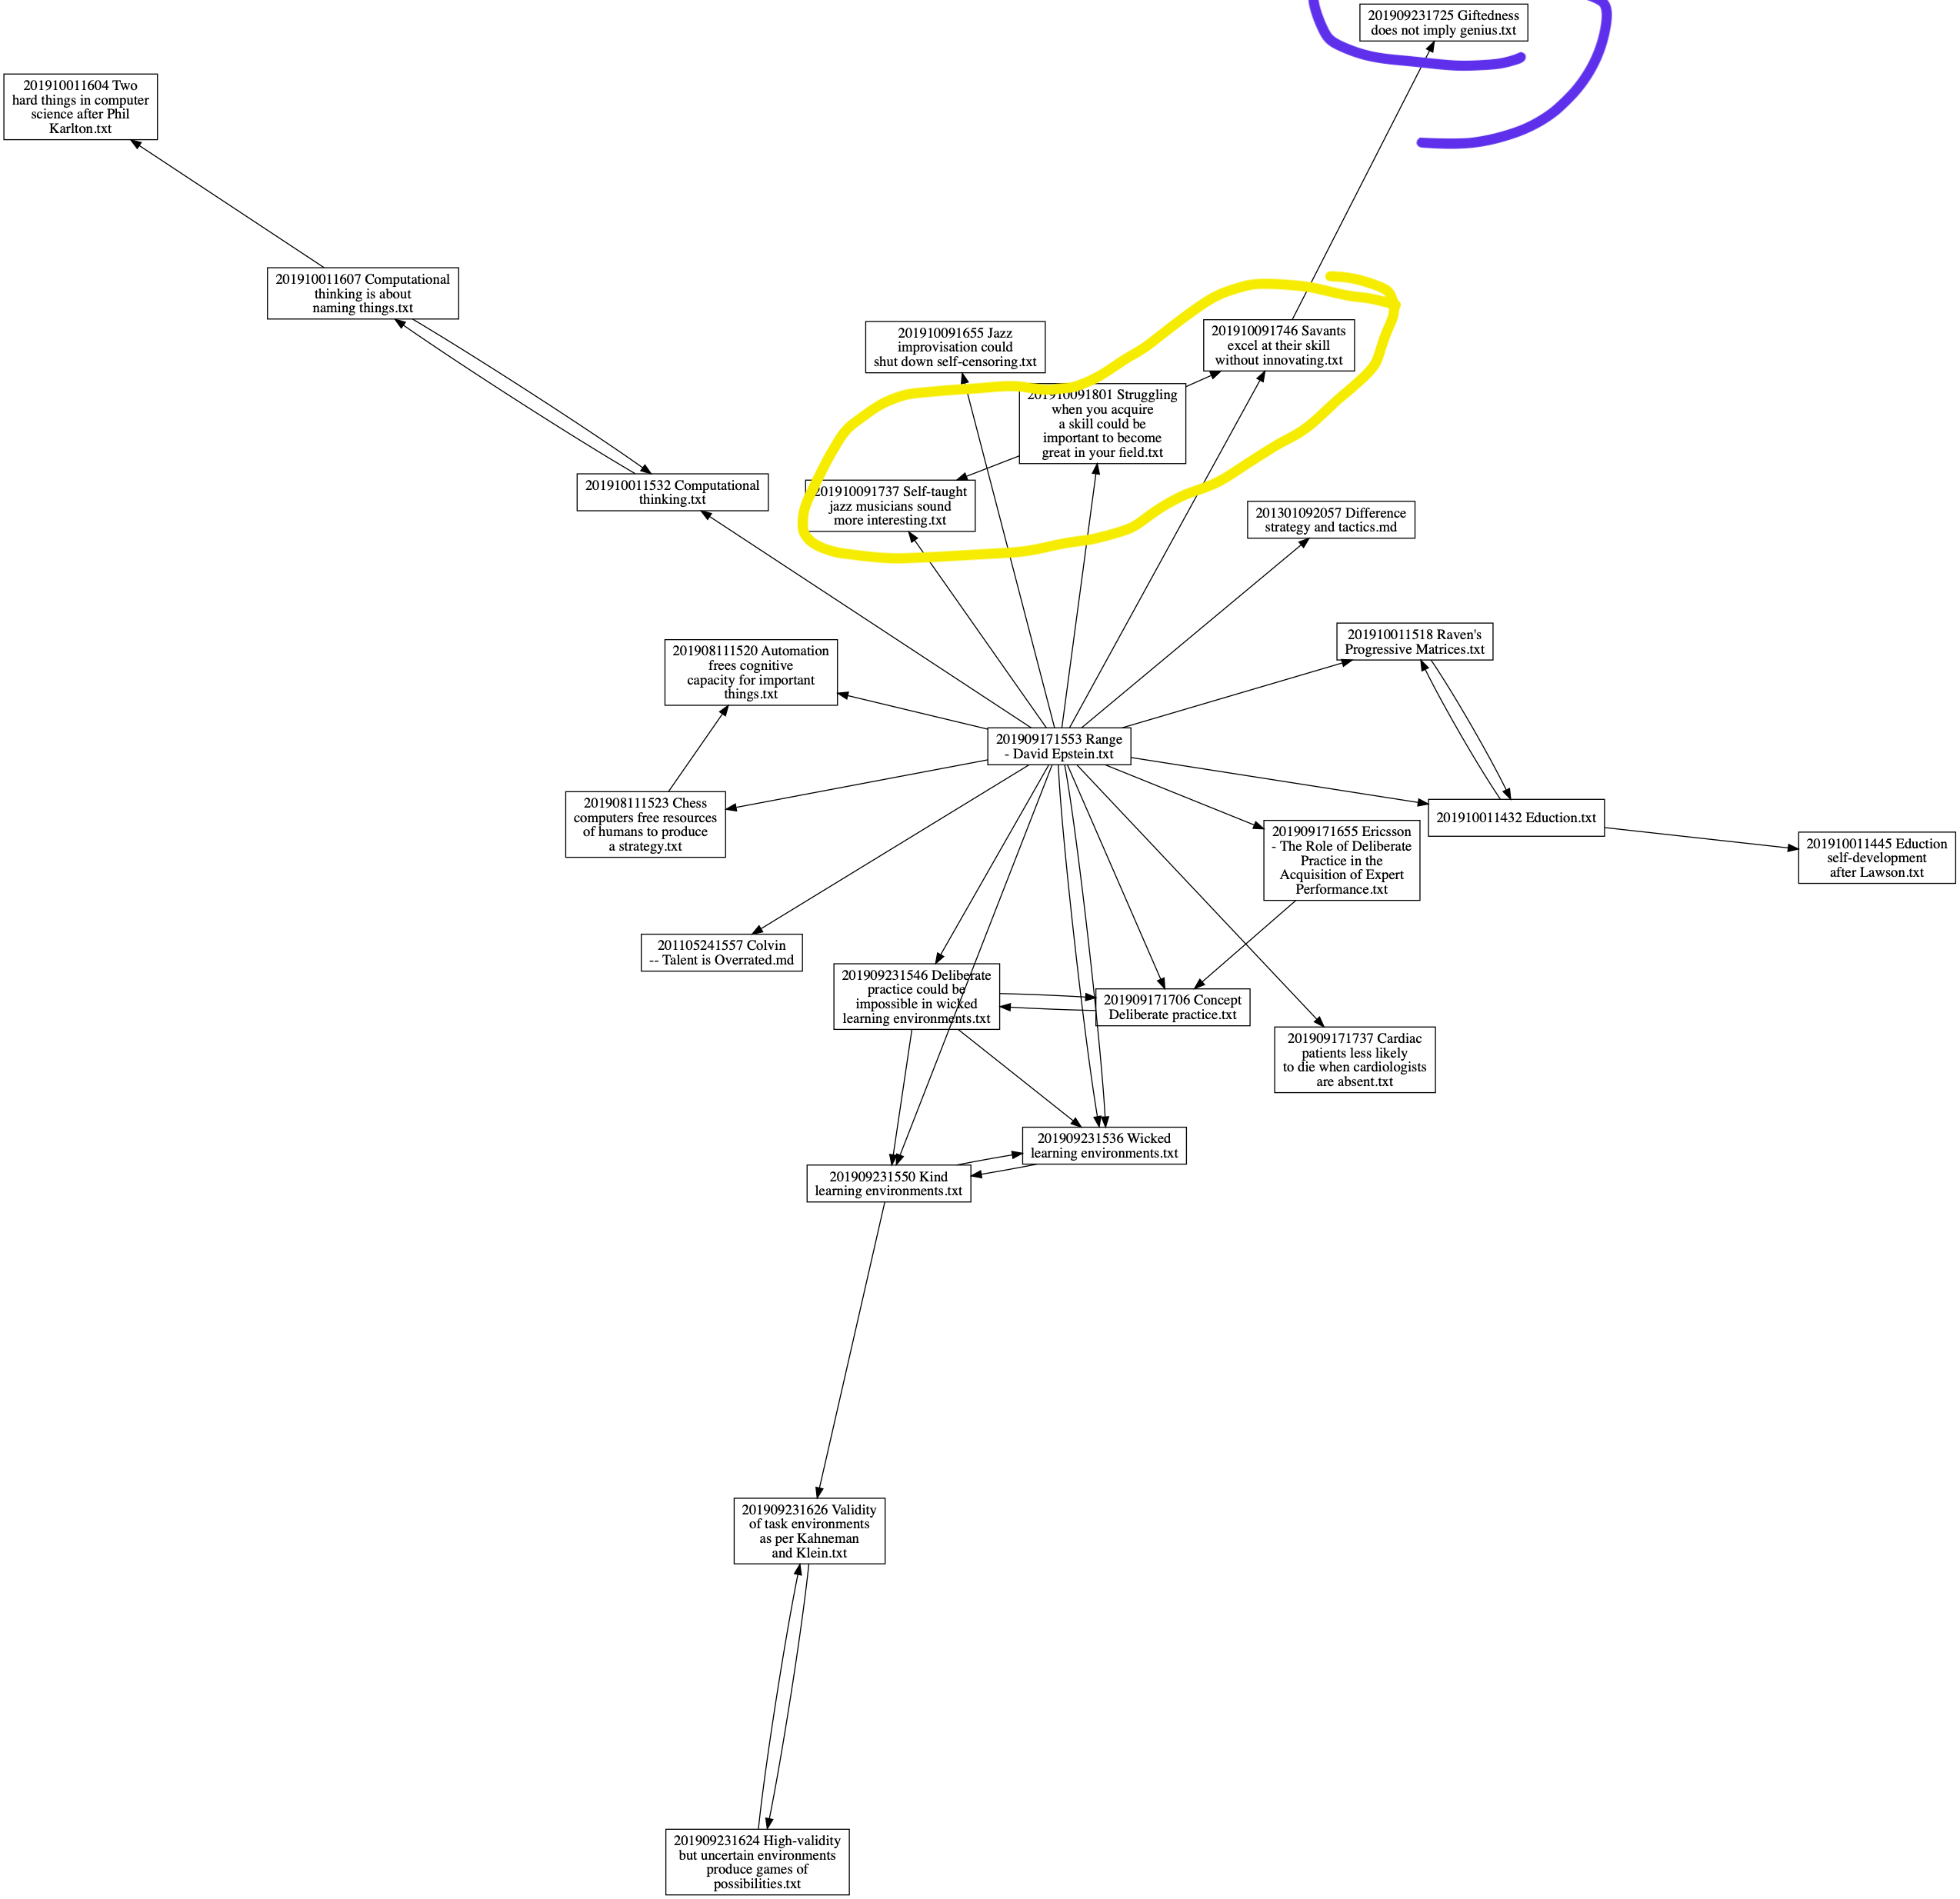 201909231725 Giftedness
does not imply genius.txt
201910011604 Two
hard things in computer
science after Phil
Karlton.txt
201910011607 Computational
thinking is about
naming things.txt
201910091655 Jazz
improvisation could
shut down self-censoring.txt
201910091746 Savants
excel at their skill
without innovating.txt
201910091801 Struggling
when you acquire
a skill could be
important to become
great in your field.txt
201910011532 Computational
thinking.txt
201910091737 Self-taught
jazz musicians sound
more interesting.txt
201301092057 Difference
strategy and tactics.md
201910011518 Raven's
Progressive Matrices.txt
201908111520 Automation
frees cognitive
capacity for important
things.txt
201909171553 Range
- David Epstein.txt
201908111523 Chess
computers free resources
of humans to produce
a strategy.txt
201910011432 Eduction.txt
201909171655 Ericsson
- The Role of Deliberate
Practice in the
Acquisition of Expert
Performance.txt
201910011445 Eduction
self-development
after Lawson.txt
201105241557 Colvin
-- Talent is Overrated.md
201909231546 Deliberate
practice could be
impossible in wicked
learning environments.txt
201909171706 Concept
Deliberate practice.txt
201909171737 Cardiac
patients less likely
to die when cardiologists
are absent.txt
201909231536 Wicked
learning environments.txt
201909231550 Kind
learning environments.txt
201909231626 Validity
of task environments
as per Kahneman
and Klein.txt
201909231624 High-validity
but uncertain environments
produce games of
possibilities.txt